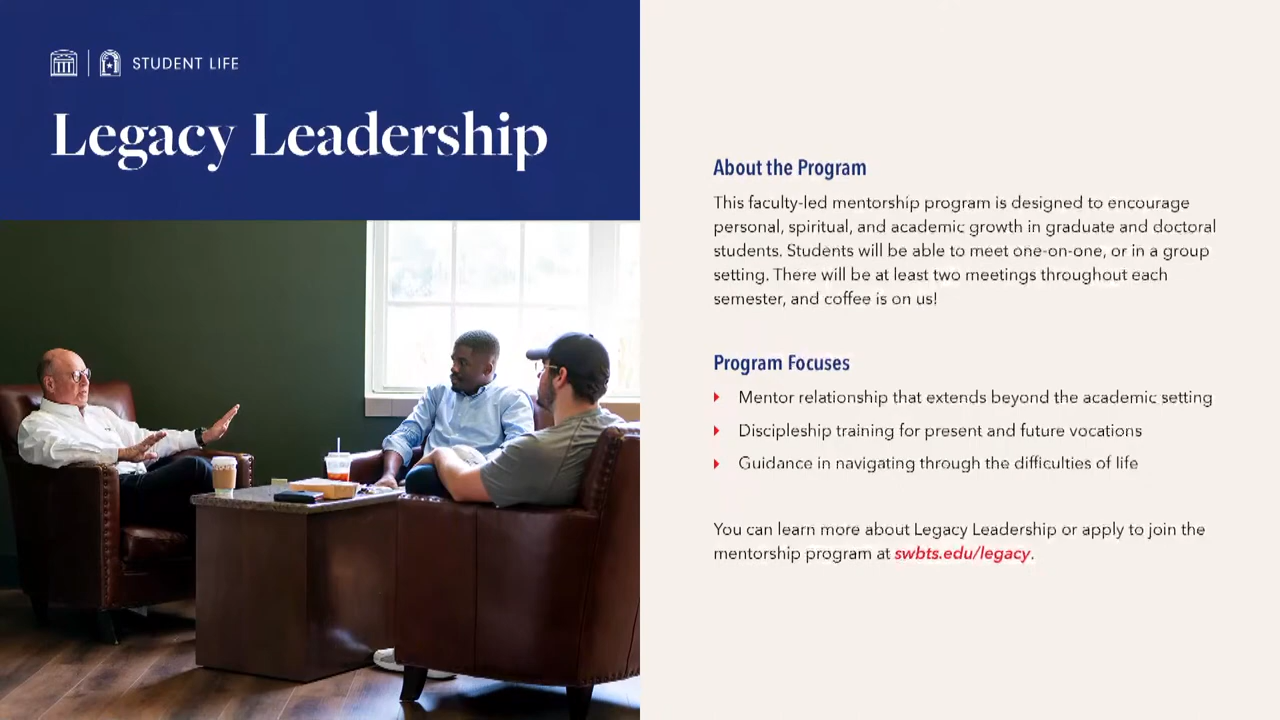 STUDENT LIFE
Legacy Leadership
About the Program
This faculty-led mentorship program is designed to encourage
personal, spiritual, and academic growth in graduate and doctoral
students. Students will be able to meet one-on-one, or in a group
setting. There will be at least two meetings throughout each
semester, and coffee is on us!
Program Focuses
Mentor relationship that extends beyond the academic setting
Discipleship training for present and future vocations
Guidance in navigating through the difficulties of life
You can learn more about Legacy Leadership or apply to join the
mentorship program at swbts.edu/legacy.